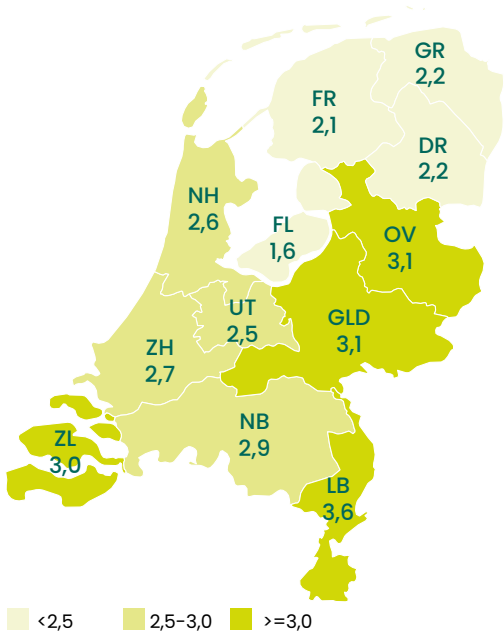 GR
2,2
FR
2,1
DR
2,2
NH
2,6
FL
1,6
OV
3,1
UT
2,5
GLD
3,1
ZH
2,7
NB
2,9
ZL
3,0
LB
3,6
<2,5
2,5-3,0
>=3,0